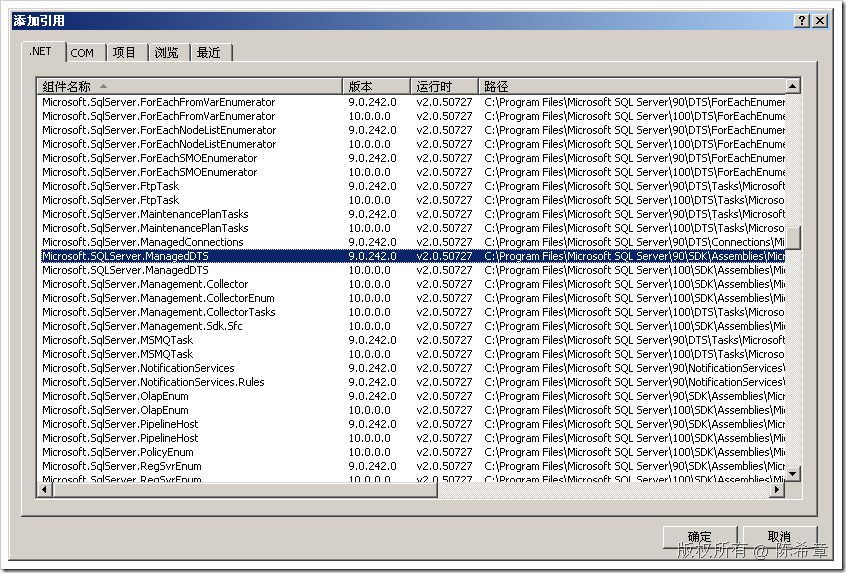 添加引用
.NET COM 项目 浏览 最近
组件名称 版本 运行时 路径
Microsoft.SqlServer.ForEachFromVarEnumerator 9.0.242.0 v2.0.50727 C:\Program Files\Microsoft SQL Server\90\DTS\ForEachEnumer
Microsoft.SqlServer.ForEachFromVarEnumerator 10.0.0.0 v2.0.50727 C:\Program Files\Microsoft SQL Server\100\DTS\ForEachEnume
Microsoft.SqlServer.ForEachNodeListEnumerator 9.0.242.0 v2.0.50727 C:\Program Files\Microsoft SQL Server\90\DTS\ForEachEnumer
Microsoft.SqlServer.ForEachNodeListEnumerator 10.0.0.0 v2.0.50727 C:\Program Files\Microsoft SQL Server\100\DTS\ForEachEnume
Microsoft.SqlServer.ForEachSMOEnumerator 9.0.242.0 v2.0.50727 C:\Program Files\Microsoft SQL Server\90\DTS\ForEachEnumer
Microsoft.SqlServer.ForEachSMOEnumerator 10.0.0.0 v2.0.50727 C:\Program Files\Microsoft SQL Server\100\DTS\ForEachEnume
Microsoft.SqlServer.FtpTask 9.0.242.0 v2.0.50727 C:\Program Files\Microsoft SQL Server\90\DTS\Tasks\Microsoft
Microsoft.SqlServer.FtpTask 10.0.0.0 v2.0.50727 C:\Program Files\Microsoft SQL Server\100\DTS\Tasks\Microso
Microsoft.SqlServer.MaintenancePlanTasks 9.0.242.0 v2.0.50727 C:\Program Files\Microsoft SQL Server\90\DTS\Tasks\Microsoft
Microsoft.SqlServer.MaintenancePlanTasks 10.0.0.0 v2.0.50727 C:\Program Files\Microsoft SQL Server\100\DTS\Tasks\Microso
Microsoft.SqlServer.ManagedConnections 9.0.242.0 v2.0.50727 C:\Program Files\Microsoft SQL Server\90\DTS\Connections\Mi
Microsoft.SQLServer.ManagedDTS 9.0.242.0 v2.0.50727 C:\Program Files\Microsoft SQL Server\90\SDK\Assemblies\Micr
Microsoft.SQLServer.ManagedDTS 10.0.0.0 v2.0.50727 C:\Program Files\Microsoft SQL Server\100\SDK\Assemblies\Mi
Microsoft.SqlServer.Management.Collector 10.0.0.0 v2.0.50727 C:\Program Files\Microsoft SQL Server\100\SDK\Assemblies\Mi
Microsoft.SqlServer.Management.CollectorEnum 10.0.0.0 v2.0.50727 C:\Program Files\Microsoft SQL Server\100\SDK\Assemblies\Mi
Microsoft.SqlServer.Management.CollectorTasks 10.0.0.0 v2.0.50727 C:\Program Files\Microsoft SQL Server\100\DTS\Tasks\Microso
Microsoft.SqlServer.Management.Sdk.Sfc 10.0.0.0 v2.0.50727 C:\Program Files\Microsoft SQL Server\100\SDK\Assemblies\Mi
Microsoft.SqlServer.MSMQTask 9.0.242.0 v2.0.50727 C:\Program Files\Microsoft SQL Server\90\DTS\Tasks\Microsoft
Microsoft.SqlServer.MSMQTask 10.0.0.0 v2.0.50727 C:\Program Files\Microsoft SQL Server\100\DTS\Tasks\Microso
Microsoft.SqlServer.NotificationServices 9.0.242.0 v2.0.50727 C:\Program Files\Microsoft SQL Server\90\NotificationServices\
Microsoft.SqlServer.NotificationServices.Rules 9.0.242.0 v2.0.50727 C:\Program Files\Microsoft SQL Server\90\NotificationServices\
Microsoft.SqlServer.OlapEnum 9.0.242.0 v2.0.50727 C:\Program Files\Microsoft SQL Server\90\SDK\Assemblies\Micr
Microsoft.SqlServer.OlapEnum 10.0.0.0 v2.0.50727 C:\Program Files\Microsoft SQL Server\100\SDK\Assemblies\Mi
Microsoft.SqlServer.PipelineHost 9.0.242.0 v2.0.50727 C:\Program Files\Microsoft SQL Server\90\SDK\Assemblies\Micr
Microsoft.SqlServer.PipelineHost 10.0.0.0 v2.0.50727 C:\Program Files\Microsoft SQL Server\100\SDK\Assemblies\Mi
Microsoft.SqlServer.PolicyEnum 10.0.0.0 v2.0.50727 C:\Program Files\Microsoft SQL Server\100\SDK\Assemblies\Mi
Microsoft.SqlServer.RegSvrEnum 9.0.242.0 v2.0.50727 C:\Program Files\Microsoft SQL Server\90\SDK\Assemblies\Micr
Microsoft.SqlServer.RegSvrEnum 10.0.0.0 v2.0.50727 C:\Program Files\Microsoft SQL Server\100\SDK\Assemblies\Mi
确定 取消
版权所有 @ 陈希章